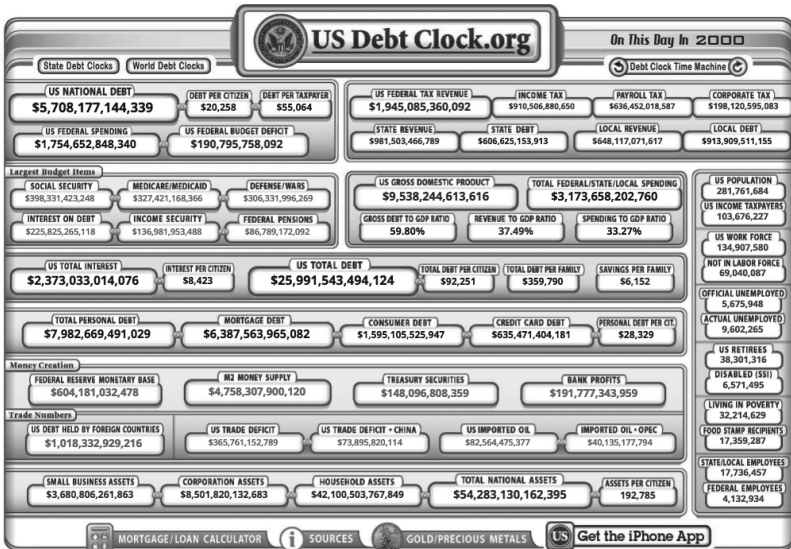 US Debt Clock.org
On This Day In 2000
State Debt Clocks
World Debt Clocks
Debt Clock Time Machine
US NATIONAL DEBT
$5,708,177,144,339
DEBT PER CITIZEN
$20,258
DEBT PER TAXPAYER
$55,064
US FEDERAL SPENDING
$1,754,652,848,340
US FEDERAL BUDGET DEFICIT
$190,795,758,092
US FEDERAL TAX REVENUE
$1,945,085,360,092
INCOME TAX
$910,506,880,650
PAYROLL TAX
$636,452,018,587
CORPORATE TAX
$198,120,595,083
STATE REVENUE
$981,503,466,789
STATE DEBT
$606,625,153,913
LOCAL REVENUE
$648,117,071,617
LOCAL DEBT
$913,909,511,155
Largest Budget Items
SOCIAL SECURITY
$398,331,423,248
MEDICARE/MEDICAID
$327,421,168,366
DEFENSE/WARS
$306,331,996,269
INTEREST ON DEBT
$225,825,265,118
INCOME SECURITY
$136,981,953,488
FEDERAL PENSIONS
$86,789,172,092
US GROSS DOMESTIC PRODUCT
$9,538,244,613,616
TOTAL FEDERAL/STATE/LOCAL SPENDING
$3,173,658,202,760
GROSS DEBT TO GDP RATIO
59.80%
REVENUE TO GDP RATIO
37.49%
SPENDING TO GDP RATIO
33.27%
US TOTAL INTEREST
$2,373,033,014,076
INTEREST PER CITIZEN
$8,423
US TOTAL DEBT
$25,991,543,494,124
TOTAL DEBT PER CITIZEN
$92,251
TOTAL DEBT PER FAMILY
$359,790
SAVINGS PER FAMILY
$6,152
TOTAL PERSONAL DEBT
$7,982,669,491,029
MORTGAGE DEBT
$6,387,563,965,082
CONSUMER DEBT
$1,595,105,525,947
CREDIT CARD DEBT
$635,471,404,181
PERSONAL DEBT PER CIT.
$28,329
Money Creation
FEDERAL RESERVE MONETARY BASE
$604,181,032,478
M2 MONEY SUPPLY
$4,758,307,900,120
TREASURY SECURITIES
$148,096,808,359
BANK PROFITS
$191,777,343,959
Trade Numbers
US DEBT HELD BY FOREIGN COUNTRIES
$1,018,332,929,216
US TRADE DEFICIT
$365,761,152,789
US TRADE DEFICIT • CHINA
$73,895,820,114
US IMPORTED OIL
$82,564,475,377
IMPORTED OIL • OPEC
$40,135,177,794
SMALL BUSINESS ASSETS
$3,680,806,261,863
CORPORATION ASSETS
$8,501,820,132,683
HOUSEHOLD ASSETS
$42,100,503,767,849
TOTAL NATIONAL ASSETS
$54,283,130,162,395
ASSETS PER CITIZEN
192,785
US POPULATION
281,761,684
US INCOME TAXPAYERS
103,676,227
US WORK FORCE
134,907,580
NOT IN LABOR FORCE
69,040,087
OFFICIAL UNEMPLOYED
5,675,948
ACTUAL UNEMPLOYED
9,602,265
US RETIREES
38,301,316
DISABLED (SSI)
6,571,495
LIVING IN POVERTY
32,214,629
FOOD STAMP RECIPIENTS
17,359,287
STATE/LOCAL EMPLOYEES
17,736,457
FEDERAL EMPLOYEES
4,132,934
MORTGAGE/LOAN CALCULATOR
i
SOURCES
GOLD/PRECIOUS METALS
US
Get the iPhone App